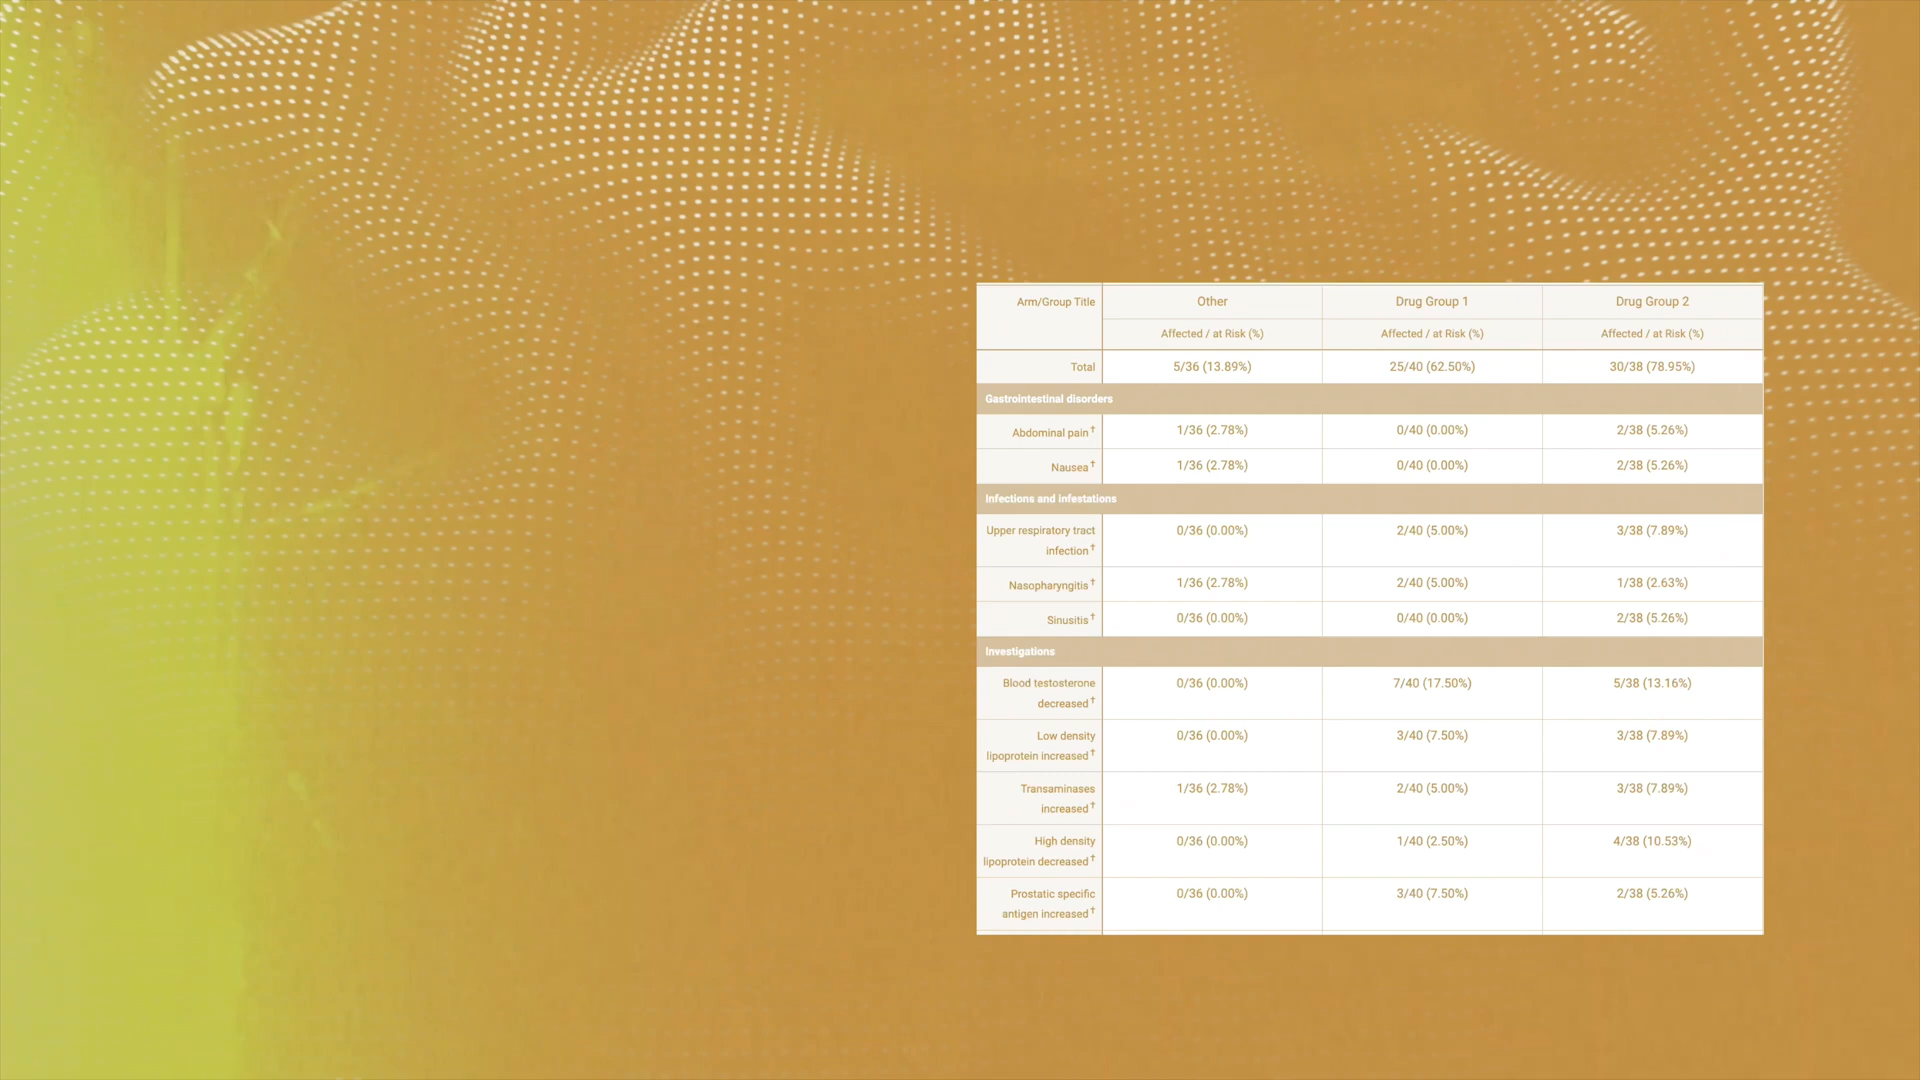 Arm/Group Title Other Drug Group 1 Drug Group 2
Affected / at Risk (%) Affected / at Risk (%) Affected / at Risk (%)
Total 5/36 (13.89%) 25/40 (62.50%) 30/38 (78.95%)
Gastrointestinal disorders
Abdominal pain † 1/36 (2.78%) 0/40 (0.00%) 2/38 (5.26%)
Nausea † 1/36 (2.78%) 0/40 (0.00%) 2/38 (5.26%)
Infections and infestations
Upper respiratory tract 0/36 (0.00%) 2/40 (5.00%) 3/38 (7.89%)
infection †
Nasopharyngitis † 1/36 (2.78%) 2/40 (5.00%) 1/38 (2.63%)
Sinusitis † 0/36 (0.00%) 0/40 (0.00%) 2/38 (5.26%)
Investigations
Blood testosterone 0/36 (0.00%) 7/40 (17.50%) 5/38 (13.16%)
decreased †
Low density 0/36 (0.00%) 3/40 (7.50%) 3/38 (7.89%)
lipoprotein increased †
Transaminases 1/36 (2.78%) 2/40 (5.00%) 3/38 (7.89%)
increased †
High density 0/36 (0.00%) 1/40 (2.50%) 4/38 (10.53%)
lipoprotein decreased †
Prostatic specific 0/36 (0.00%) 3/40 (7.50%) 2/38 (5.26%)
antigen increased †